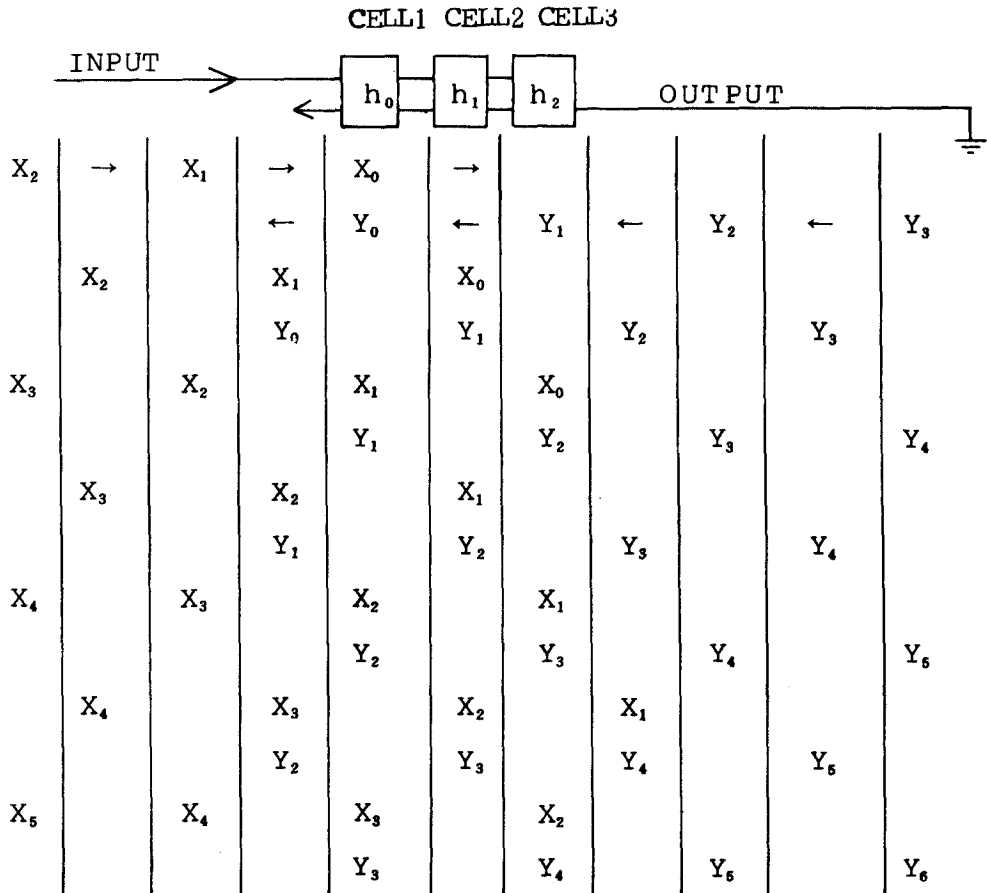 CELL1 CELL2 CELL3
INPUT
h₀ h₁ h₂ OUTPUT
X₂ → X₁ → X₀ →
← Y₀ ← Y₁ ← Y₂ ← Y₃
X₂ X₁ X₀
Y₀ Y₁ Y₂ Y₃
X₃ X₂ X₁ X₀
Y₁ Y₂ Y₃ Y₄
X₃ X₂ X₁
Y₁ Y₂ Y₃ Y₄
X₄ X₃ X₂ X₁
Y₂ Y₃ Y₄ Y₅
X₄ X₃ X₂ X₁
Y₂ Y₃ Y₄ Y₅
X₅ X₄ X₃ X₂
Y₃ Y₄ Y₅ Y₆